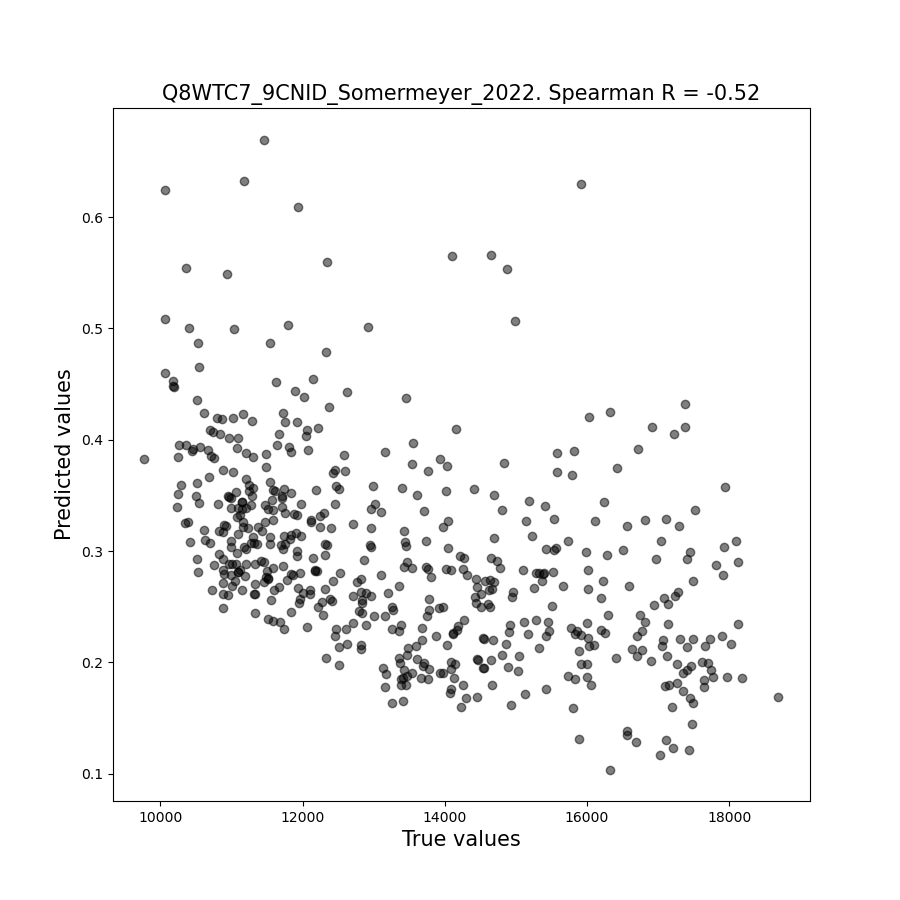 Q8WTC7_9CNID_Somermeyer_2022. Spearman R = -0.52
Predicted values
0.6
0.5
0.4
0.3
0.2
0.1
10000 12000 14000 16000 18000
True values